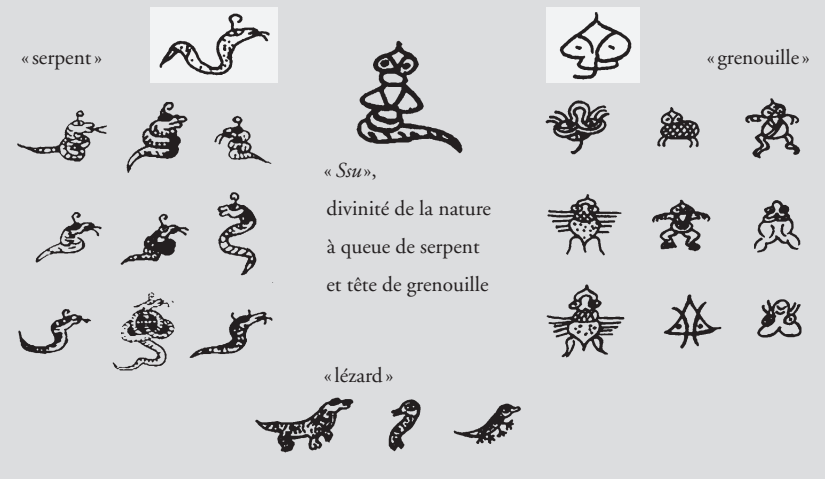 « serpent »
« grenouille »
« Ssu »,
divinité de la nature
à queue de serpent
et tête de grenouille
« lézard »